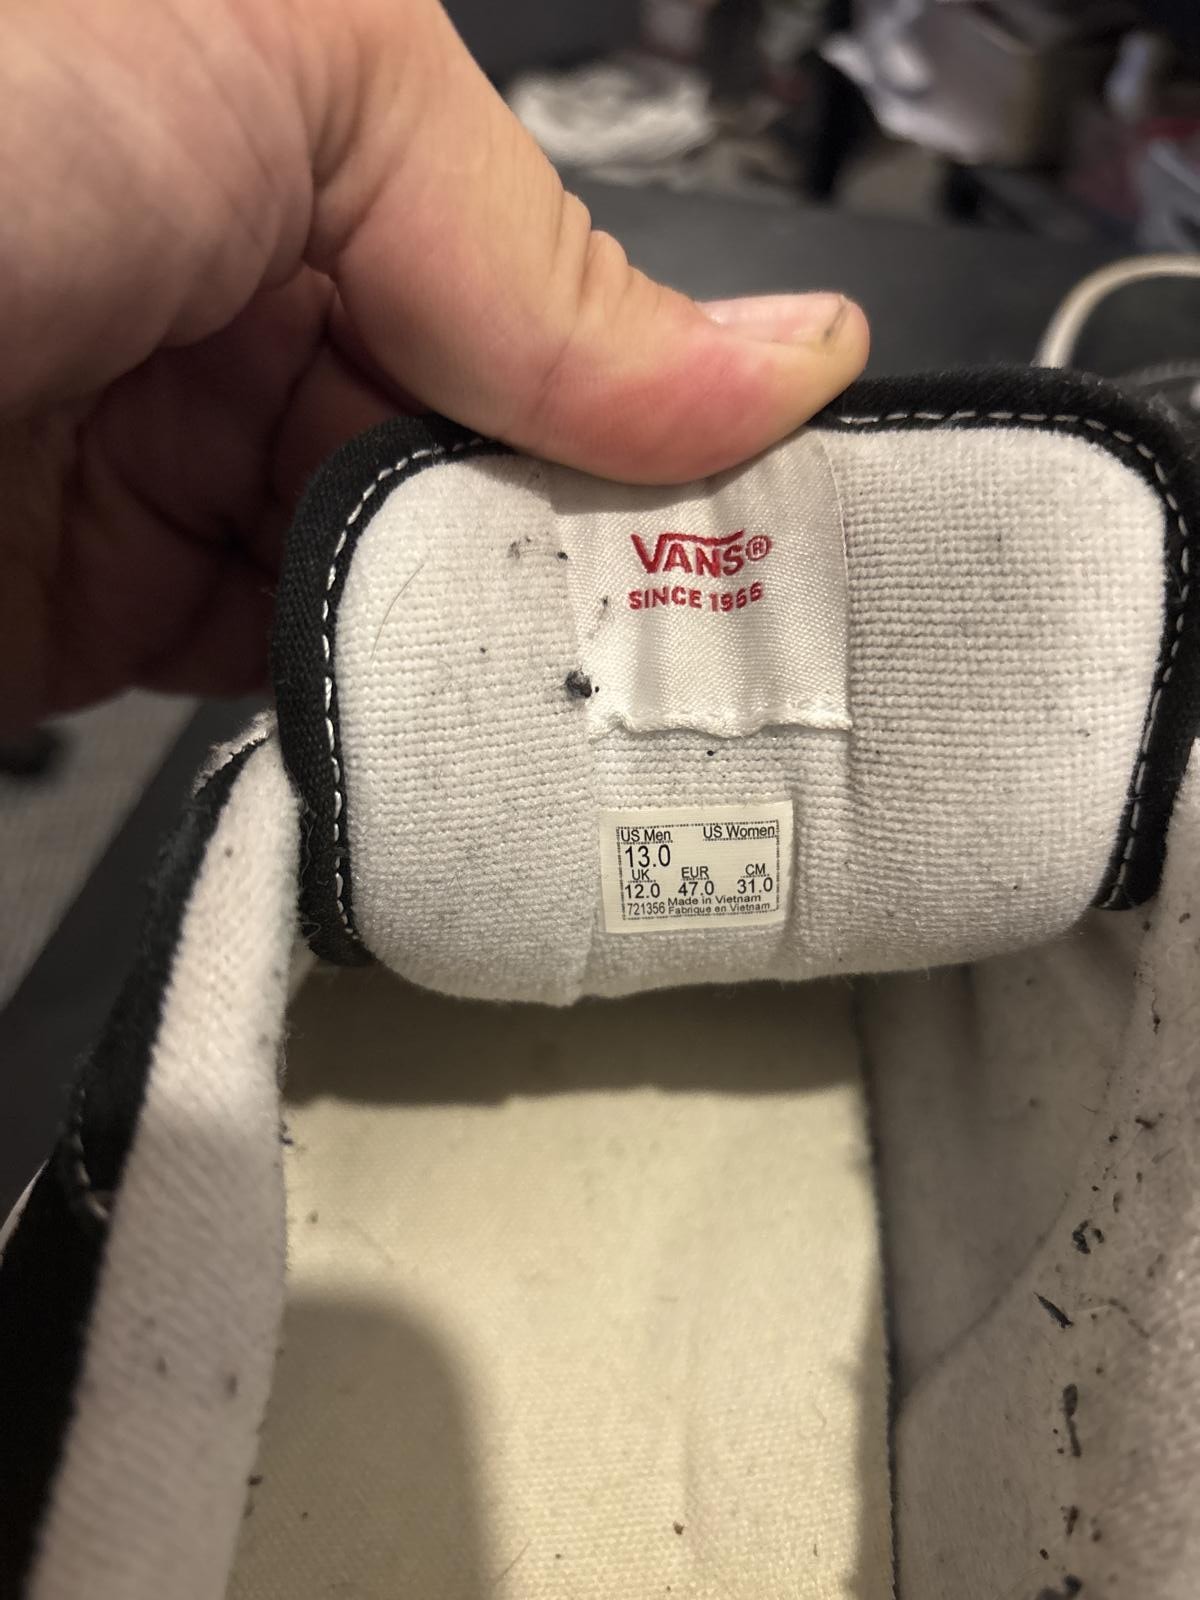 VANS®
SINCE 1966
US Men US Women
13.0
UK EUR CM
12.0 47.0 31.0
Made in Vietnam
721356 Fabrique en Vietnam